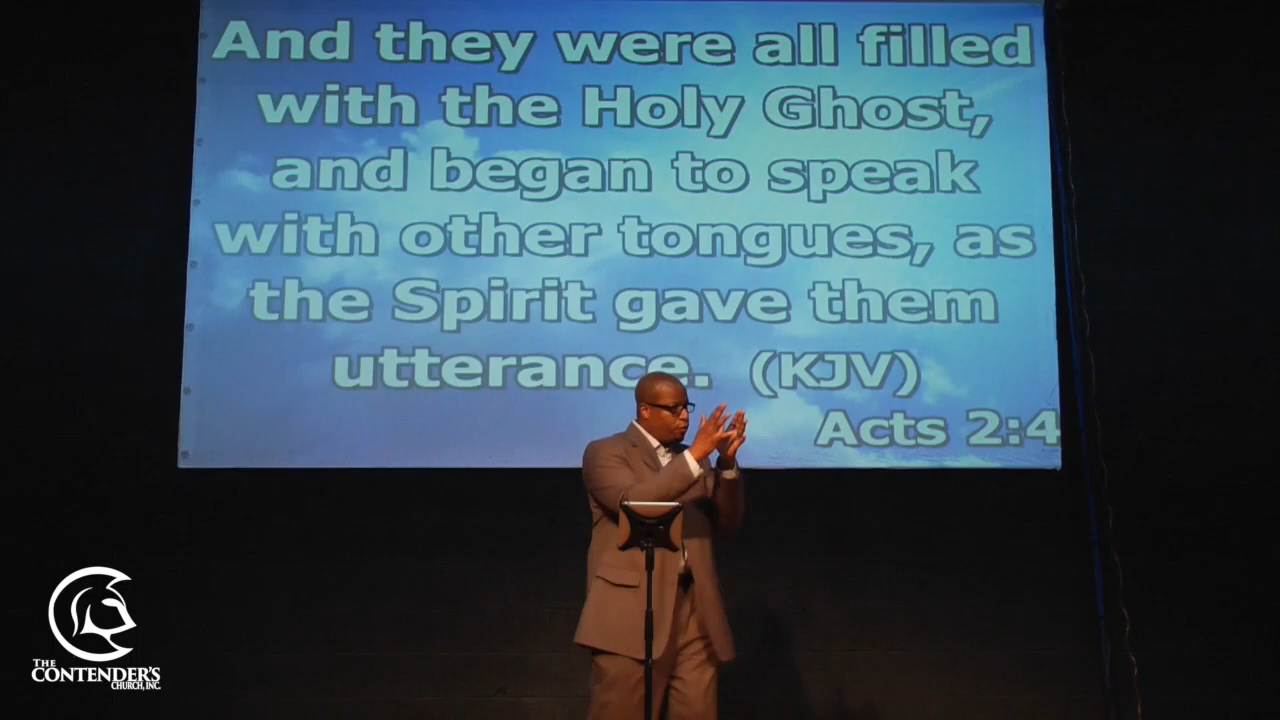 And they were all filled
with the Holy Ghost,
and began to speak
with other tongues, as
the Spirit gave them
utterance. (KJV)
Acts 2:4
THE
CONTENDER'S
CHURCH, INC.